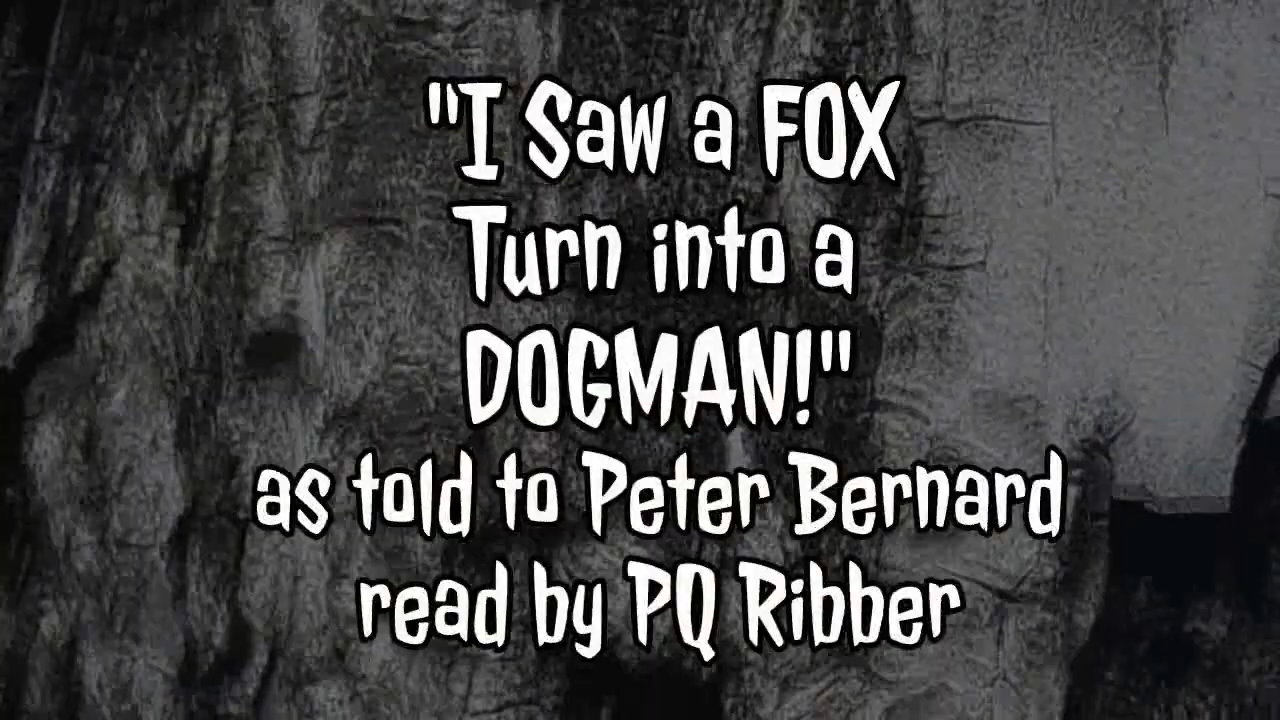 "I Saw a FOX
Turn into a
DOGMAN!"
as told to Peter Bernard
read by PQ Ribber